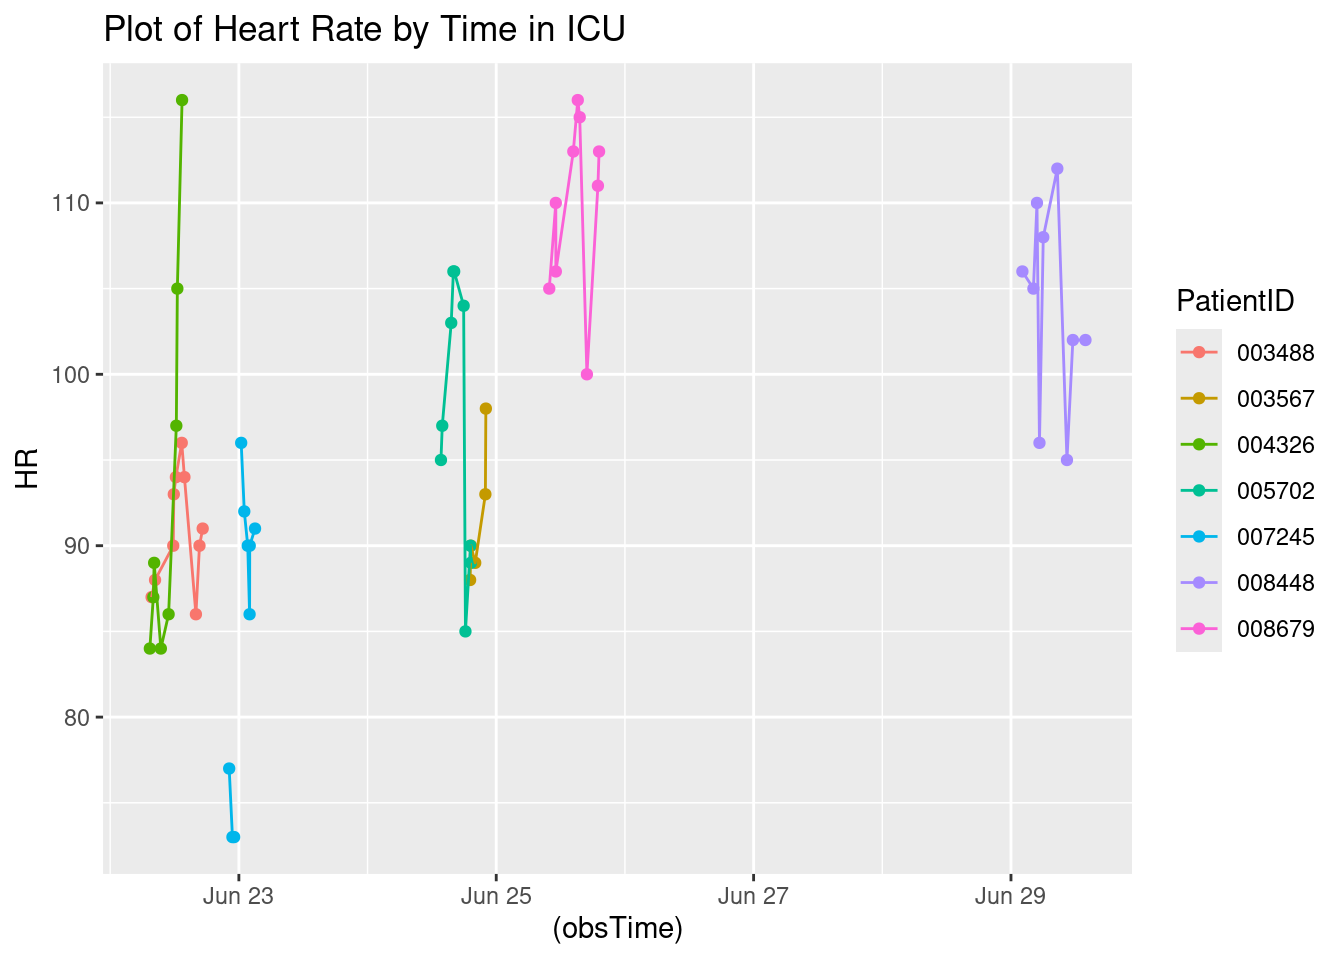 Plot of Heart Rate by Time in ICU
HR
110
100
90
80
Jun 23
Jun 25
Jun 27
Jun 29
(obsTime)
PatientID
003488
003567
004326
005702
007245
008448
008679